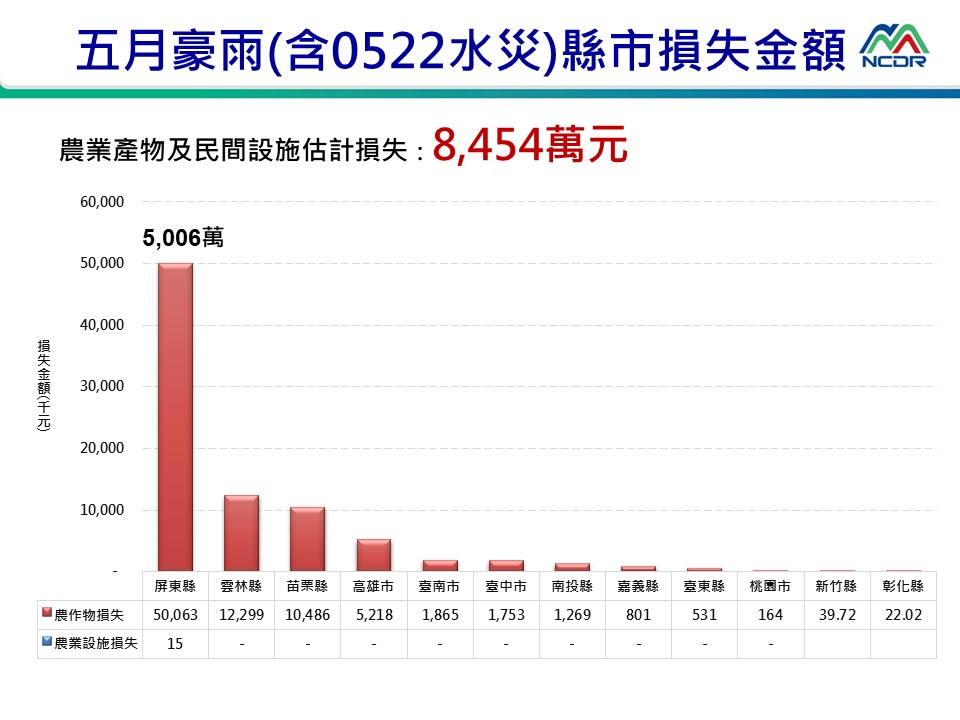 五月豪雨(含0522水災)縣市損失金額
NCDR
農業產物及民間設施估計損失：8,454萬元
60,000
5,006萬
50,000
40,000
30,000
20,000
10,000
-
損失金額(千元)
屏東縣 雲林縣 苗栗縣 高雄市 臺南市 臺中市 南投縣 嘉義縣 臺東縣 桃園市 新竹縣 彰化縣
農作物損失 50,063 12,299 10,486 5,218 1,865 1,753 1,269 801 531 164 39.72 22.02
農業設施損失 15 - - - - - - - - -